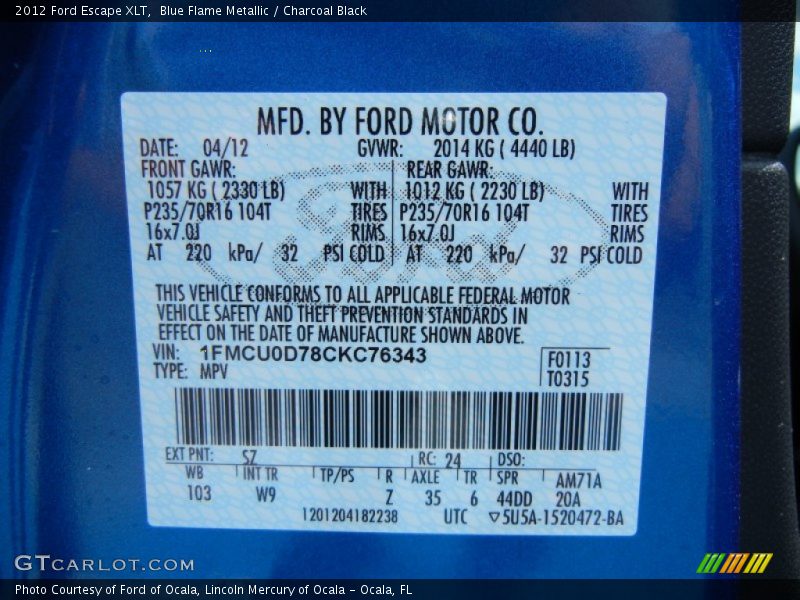 2012 Ford Escape XLT,  Blue Flame Metallic / Charcoal Black
MFD. BY FORD MOTOR CO.
DATE: 04/12 GVWR: 2014 KG ( 4440 LB)
FRONT GAWR: REAR GAWR:
1057 KG ( 2330 LB) WITH 1012 KG ( 2230 LB) WITH
P235/70R16 104T TIRES P235/70R16 104T TIRES
16x7.0J RIMS 16x7.0J RIMS
AT 220 kPa/ 32 PSI COLD AT 220 kPa/ 32 PSI COLD
Ford
THIS VEHICLE CONFORMS TO ALL APPLICABLE FEDERAL MOTOR
VEHICLE SAFETY AND THEFT PREVENTION STANDARDS IN
EFFECT ON THE DATE OF MANUFACTURE SHOWN ABOVE.
VIN: 1FMCU0D78CKC76343 F0113
TYPE: MPV T0315
EXT PNT: SZ RC: 24 DSO:
WB INT TR TP/PS R AXLE TR SPR AM71A
103 W9 Z 35 6 44DD 20A
1201204182238 UTC ▽5U5A-1520472-BA
GTCARLOT.COM
Photo Courtesy of Ford of Ocala, Lincoln Mercury of Ocala - Ocala, FL